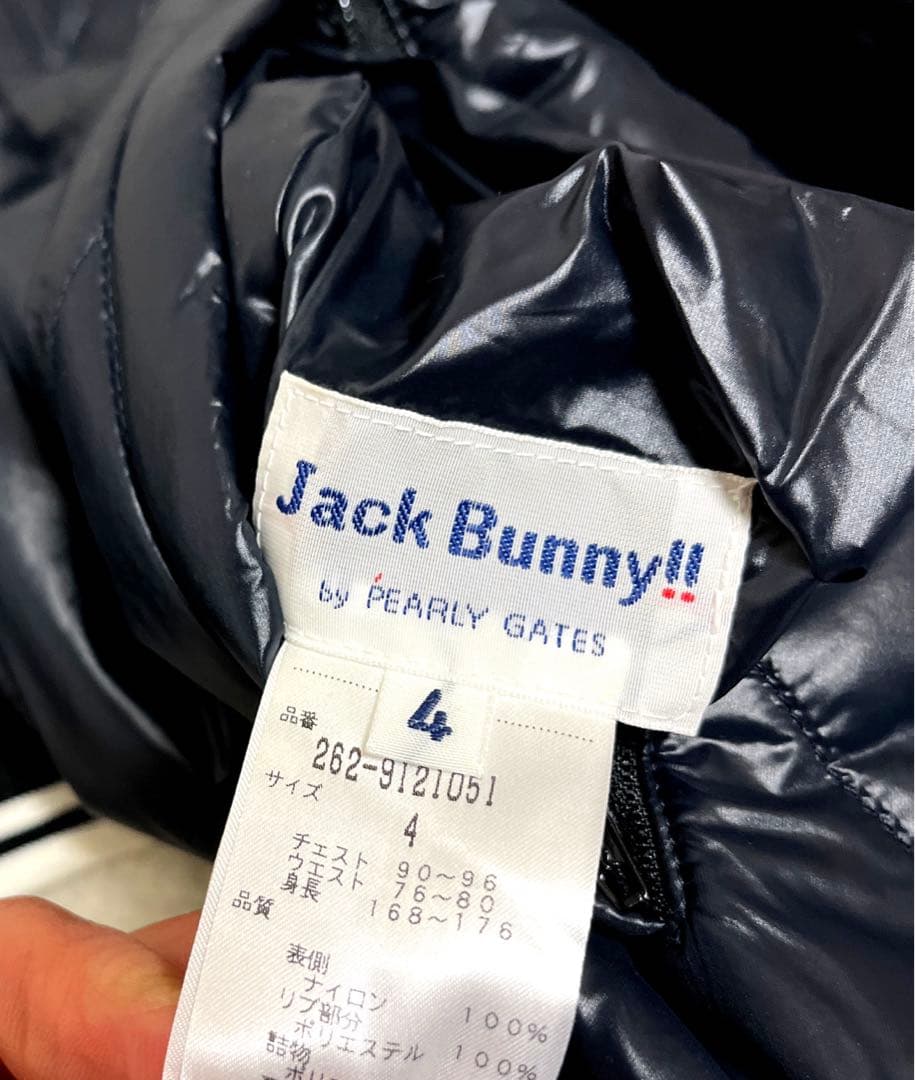 Jack Bunny!!
by PEARLY GATES
4
品番
262-9121051
サイズ
4
チェスト 90～96
ウエスト 76～80
身長 168～176
品質
表側
ナイロン 100%
リブ部分
ポリエステル 100%
詰物